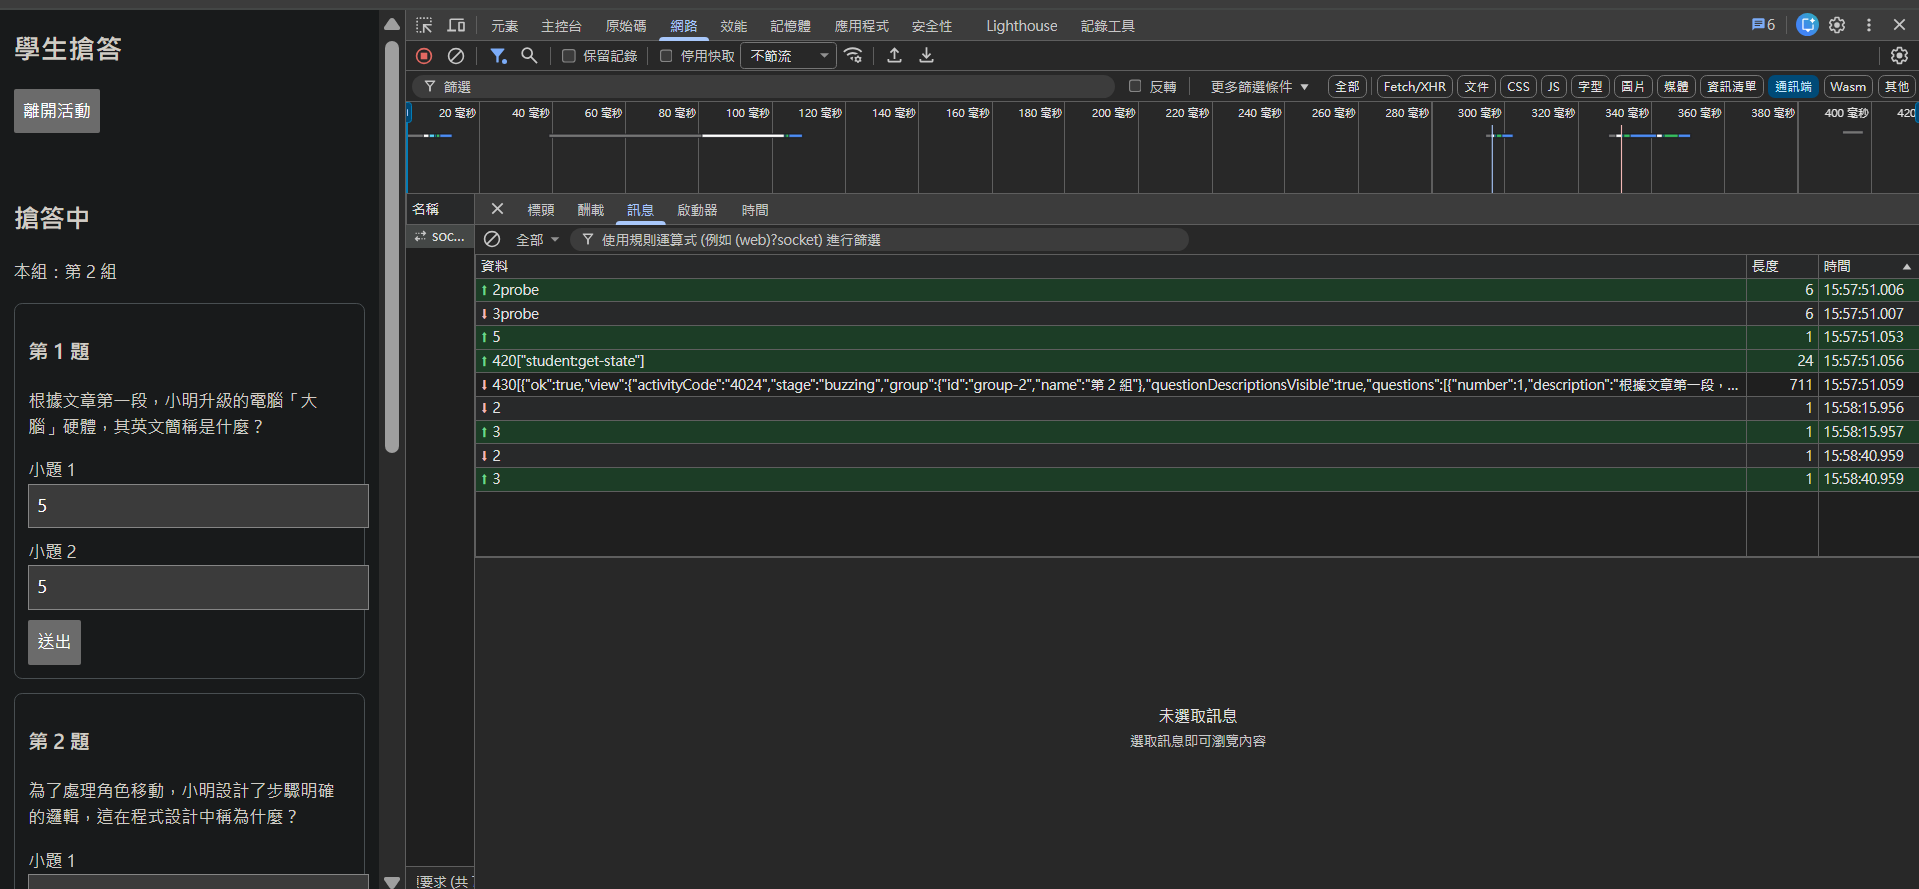 學生搶答
離開活動
搶答中
本組：第 2 組
第 1 題
根據文章第一段，小明升級的電腦「大
腦」硬體，其英文簡稱是什麼？
小題 1
5
小題 2
5
送出
第 2 題
為了處理角色移動，小明設計了步驟明確
的邏輯，這在程式設計中稱為什麼？
小題 1
元素 主控台 原始碼 網路 效能 記憶體 應用程式 安全性 Lighthouse 記錄工具 6
保留記錄 停用快取 不節流
篩選 反轉 更多篩選條件 全部 Fetch/XHR 文件 CSS JS 字型 圖片 媒體 資訊清單 通訊端 Wasm 其他
20 毫秒 40 毫秒 60 毫秒 80 毫秒 100 毫秒 120 毫秒 140 毫秒 160 毫秒 180 毫秒 200 毫秒 220 毫秒 240 毫秒 260 毫秒 280 毫秒 300 毫秒 320 毫秒 340 毫秒 360 毫秒 380 毫秒 400 毫秒 420
名稱 標頭 酬載 訊息 啟動器 時間
soc... 全部 使用規則運算式 (例如 (web)?socket) 進行篩選
資料 長度 時間
2probe 6 15:57:51.006
3probe 6 15:57:51.007
5 1 15:57:51.053
420["student:get-state"] 24 15:57:51.056
430[{"ok":true,"view":{"activityCode":"4024","stage":"buzzing","group":{"id":"group-2","name":"第 2 組"},"questionDescriptionsVisible":true,"questions":[{"number":1,"description":"根據文章第一段，... 711 15:57:51.059
2 1 15:58:15.956
3 1 15:58:15.957
2 1 15:58:40.959
3 1 15:58:40.959
未選取訊息
選取訊息即可瀏覽內容
要求 (共